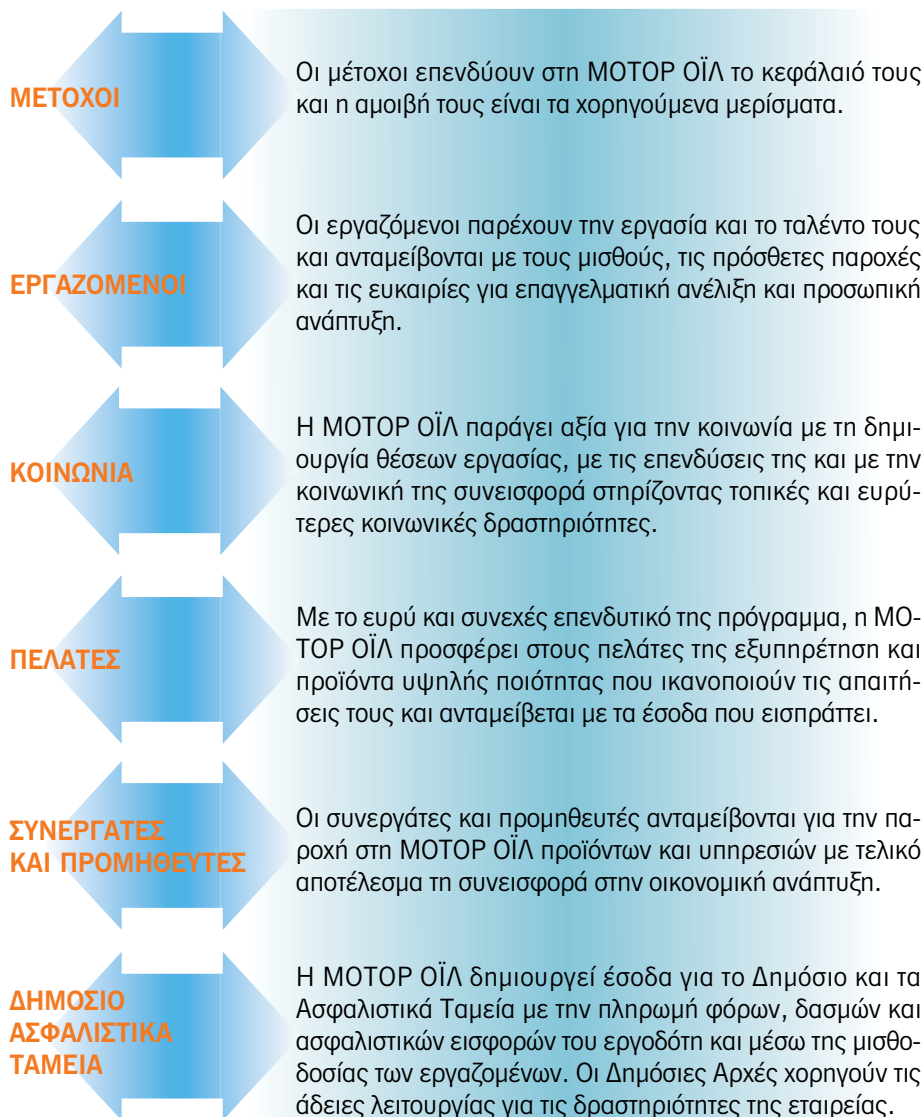 ΜΕΤΟΧΟΙ
Οι μέτοχοι επενδύουν στη ΜΟΤΟΡ ΟΪΛ το κεφάλαιό τους
και η αμοιβή τους είναι τα χορηγούμενα μερίσματα.
ΕΡΓΑΖΟΜΕΝΟΙ
Οι εργαζόμενοι παρέχουν την εργασία και το ταλέντο τους
και ανταμείβονται με τους μισθούς, τις πρόσθετες παροχές
και τις ευκαιρίες για επαγγελματική ανέλιξη και προσωπική
ανάπτυξη.
ΚΟΙΝΩΝΙΑ
Η ΜΟΤΟΡ ΟΪΛ παράγει αξία για την κοινωνία με τη δημι-
ουργία θέσεων εργασίας, με τις επενδύσεις της και με την
κοινωνική της συνεισφορά στηρίζοντας τοπικές και ευρύ-
τερες κοινωνικές δραστηριότητες.
ΠΕΛΑΤΕΣ
Με το ευρύ και συνεχές επενδυτικό της πρόγραμμα, η ΜΟ-
ΤΟΡ ΟΪΛ προσφέρει στους πελάτες της εξυπηρέτηση και
προϊόντα υψηλής ποιότητας που ικανοποιούν τις απαιτή-
σεις τους και ανταμείβεται με τα έσοδα που εισπράττει.
ΣΥΝΕΡΓΑΤΕΣ
ΚΑΙ ΠΡΟΜΗΘΕΥΤΕΣ
Οι συνεργάτες και προμηθευτές ανταμείβονται για την πα-
ροχή στη ΜΟΤΟΡ ΟΪΛ προϊόντων και υπηρεσιών με τελικό
αποτέλεσμα τη συνεισφορά στην οικονομική ανάπτυξη.
ΔΗΜΟΣΙΟ
ΑΣΦΑΛΙΣΤΙΚΑ
ΤΑΜΕΙΑ
Η ΜΟΤΟΡ ΟΪΛ δημιουργεί έσοδα για το Δημόσιο και τα
Ασφαλιστικά Ταμεία με την πληρωμή φόρων, δασμών και
ασφαλιστικών εισφορών του εργοδότη και μέσω της μισθο-
δοσίας των εργαζομένων. Οι Δημόσιες Αρχές χορηγούν τις
άδειες λειτουργίας για τις δραστηριότητες της εταιρείας.